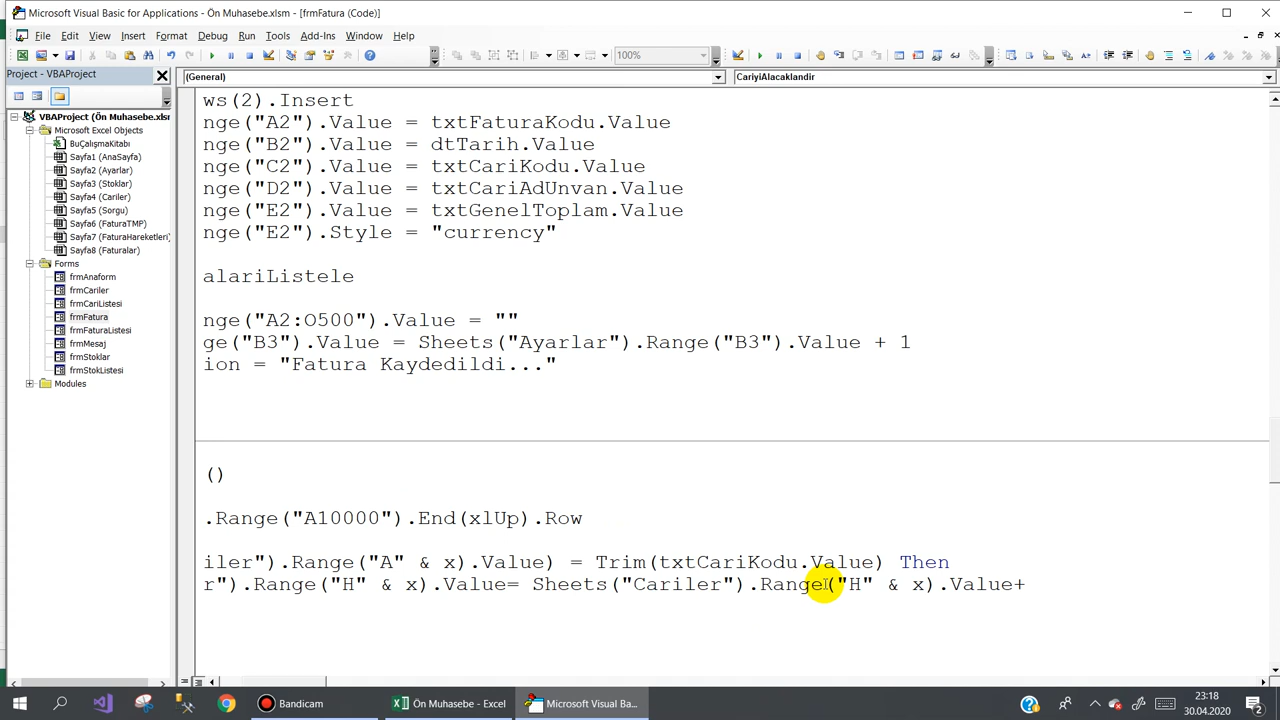 Microsoft Visual Basic for Applications - Ön Muhasebe.xlsm - [frmFatura (Code)]
File Edit View Insert Format Debug Run Tools Add-Ins Window Help
100%
Project - VBAProject
(General)
CariyiAlacaklandir
VBAProject (Ön Muhasebe.xlsm
Microsoft Excel Objects
BuÇalışmaKitabı
Sayfa1 (AnaSayfa)
Sayfa2 (Ayarlar)
Sayfa3 (Stoklar)
Sayfa4 (Cariler)
Sayfa5 (Sorgu)
Sayfa6 (FaturaTMP)
Sayfa7 (FaturaHareketleri)
Sayfa8 (Faturalar)
Forms
frmAnaform
frmCariler
frmCariListesi
frmFatura
frmFaturaListesi
frmMesaj
frmStoklar
frmStokListesi
Modules
ws(2).Insert
nge("A2").Value = txtFaturaKodu.Value
nge("B2").Value = dtTarih.Value
nge("C2").Value = txtCariKodu.Value
nge("D2").Value = txtCariAdUnvan.Value
nge("E2").Value = txtGenelToplam.Value
nge("E2").Style = "currency"
alariListele
nge("A2:O500").Value = ""
ge("B3").Value = Sheets("Ayarlar").Range("B3").Value + 1
ion = "Fatura Kaydedildi..."
()
.Range("A10000").End(xlUp).Row
iler").Range("A" & x).Value) = Trim(txtCariKodu.Value) Then
r").Range("H" & x).Value= Sheets("Cariler").Range("H" & x).Value+
Bandicam
Ön Muhasebe - Excel
Microsoft Visual Ba...
23:18
30.04.2020
2